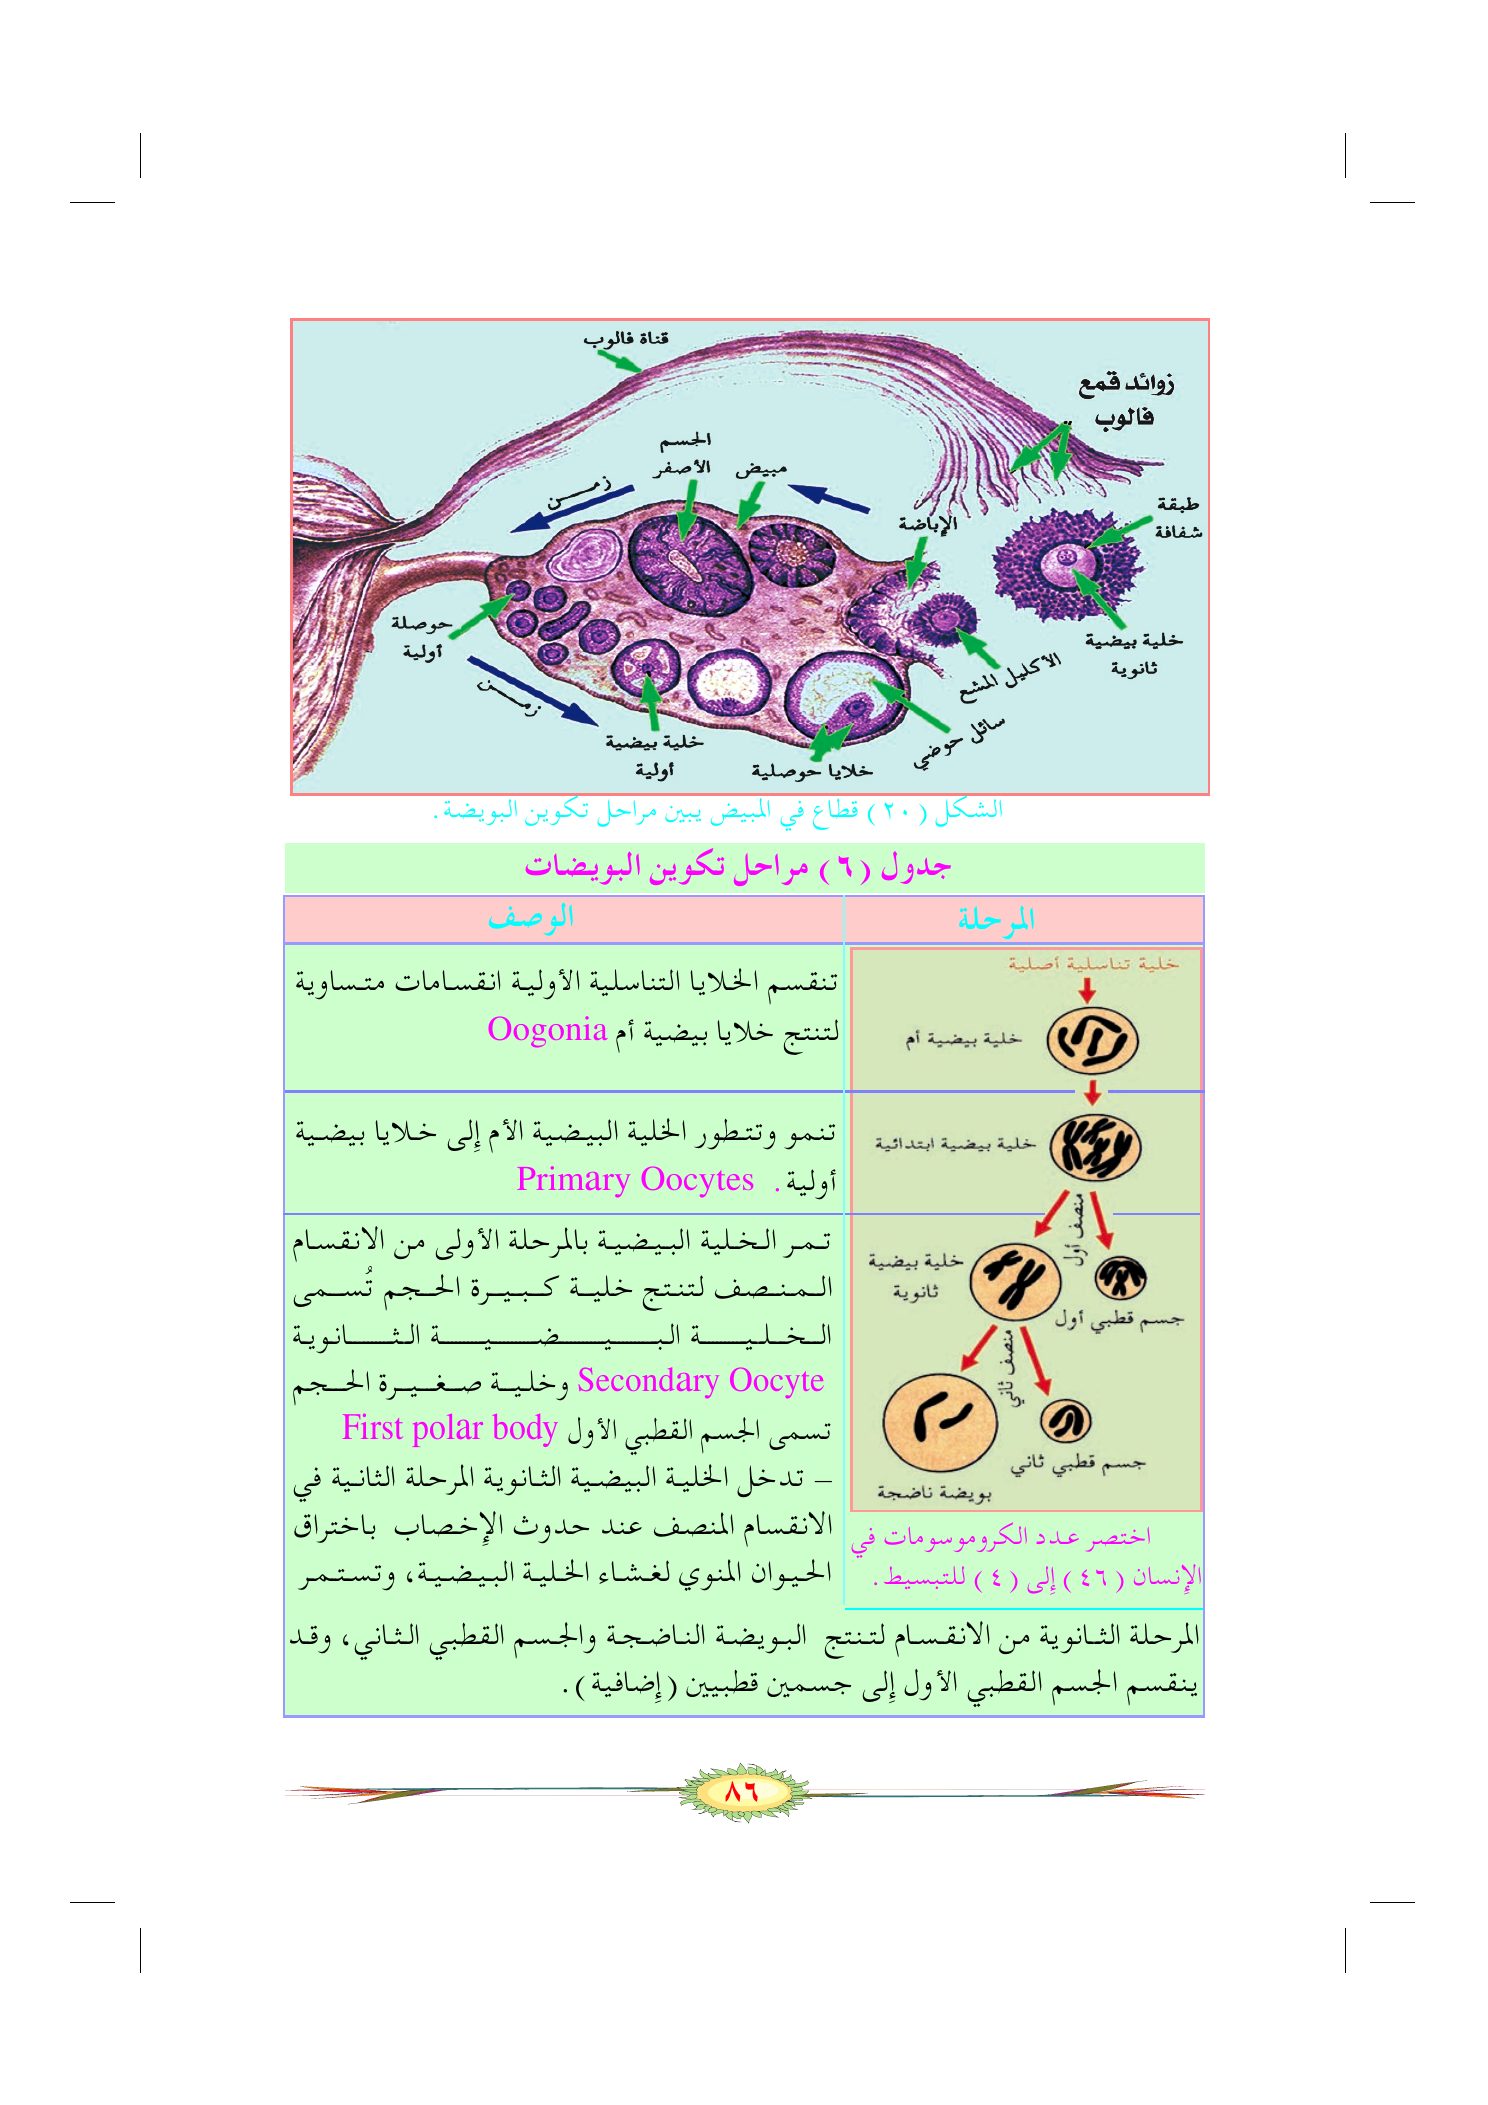 قناة فالوب
زوائد قمع
فالوب
الجسم
الأصفر
مبيض
زمـــن
الإباضة
طبقة
شفافة
حوصلة
أولية
خلية بيضية
ثانوية
الأكليل المشع
زمـــن
سائل حوضي
خلية بيضية
أولية
خلايا حوصلية
الشكل (٢٠) قطاع في المبيض يبين مراحل تكوين البويضة.
جدول (٦) مراحل تكوين البويضات
المرحلة
الوصف
خلية تناسلية أصلية
خلية بيضية أم
خلية بيضية ابتدائية
منصف أول
خلية بيضية
ثانوية
جسم قطبي أول
منصف ثاني
جسم قطبي ثاني
بويضة ناضجة
اختصر عدد الكروموسومات في
الإنسان (٤٦) إلى (٤) للتبسيط.
تنقسم الخلايا التناسلية الأولية انقسامات متساوية
لتنتج خلايا بيضية أم Oogonia
تنمو وتتطور الخلية البيضية الأم إلى خلايا بيضية
أولية. Primary Oocytes
تمر الخلية البيضية بالمرحلة الأولى من الانقسام
المنصف لتنتج خلية كبيرة الحجم تُسمى
الخلية البيضية الثانوية
Secondary Oocyte وخلية صغيرة الحجم
تسمى الجسم القطبي الأول First polar body
– تدخل الخلية البيضية الثانوية المرحلة الثانية في
الانقسام المنصف عند حدوث الإخصاب باختراق
الحيوان المنوي لغشاء الخلية البيضية، وتستمر
المرحلة الثانوية من الانقسام لتنتج البويضة الناضجة والجسم القطبي الثاني، وقد
ينقسم الجسم القطبي الأول إلى جسمين قطبيين (إضافية).
٨٦